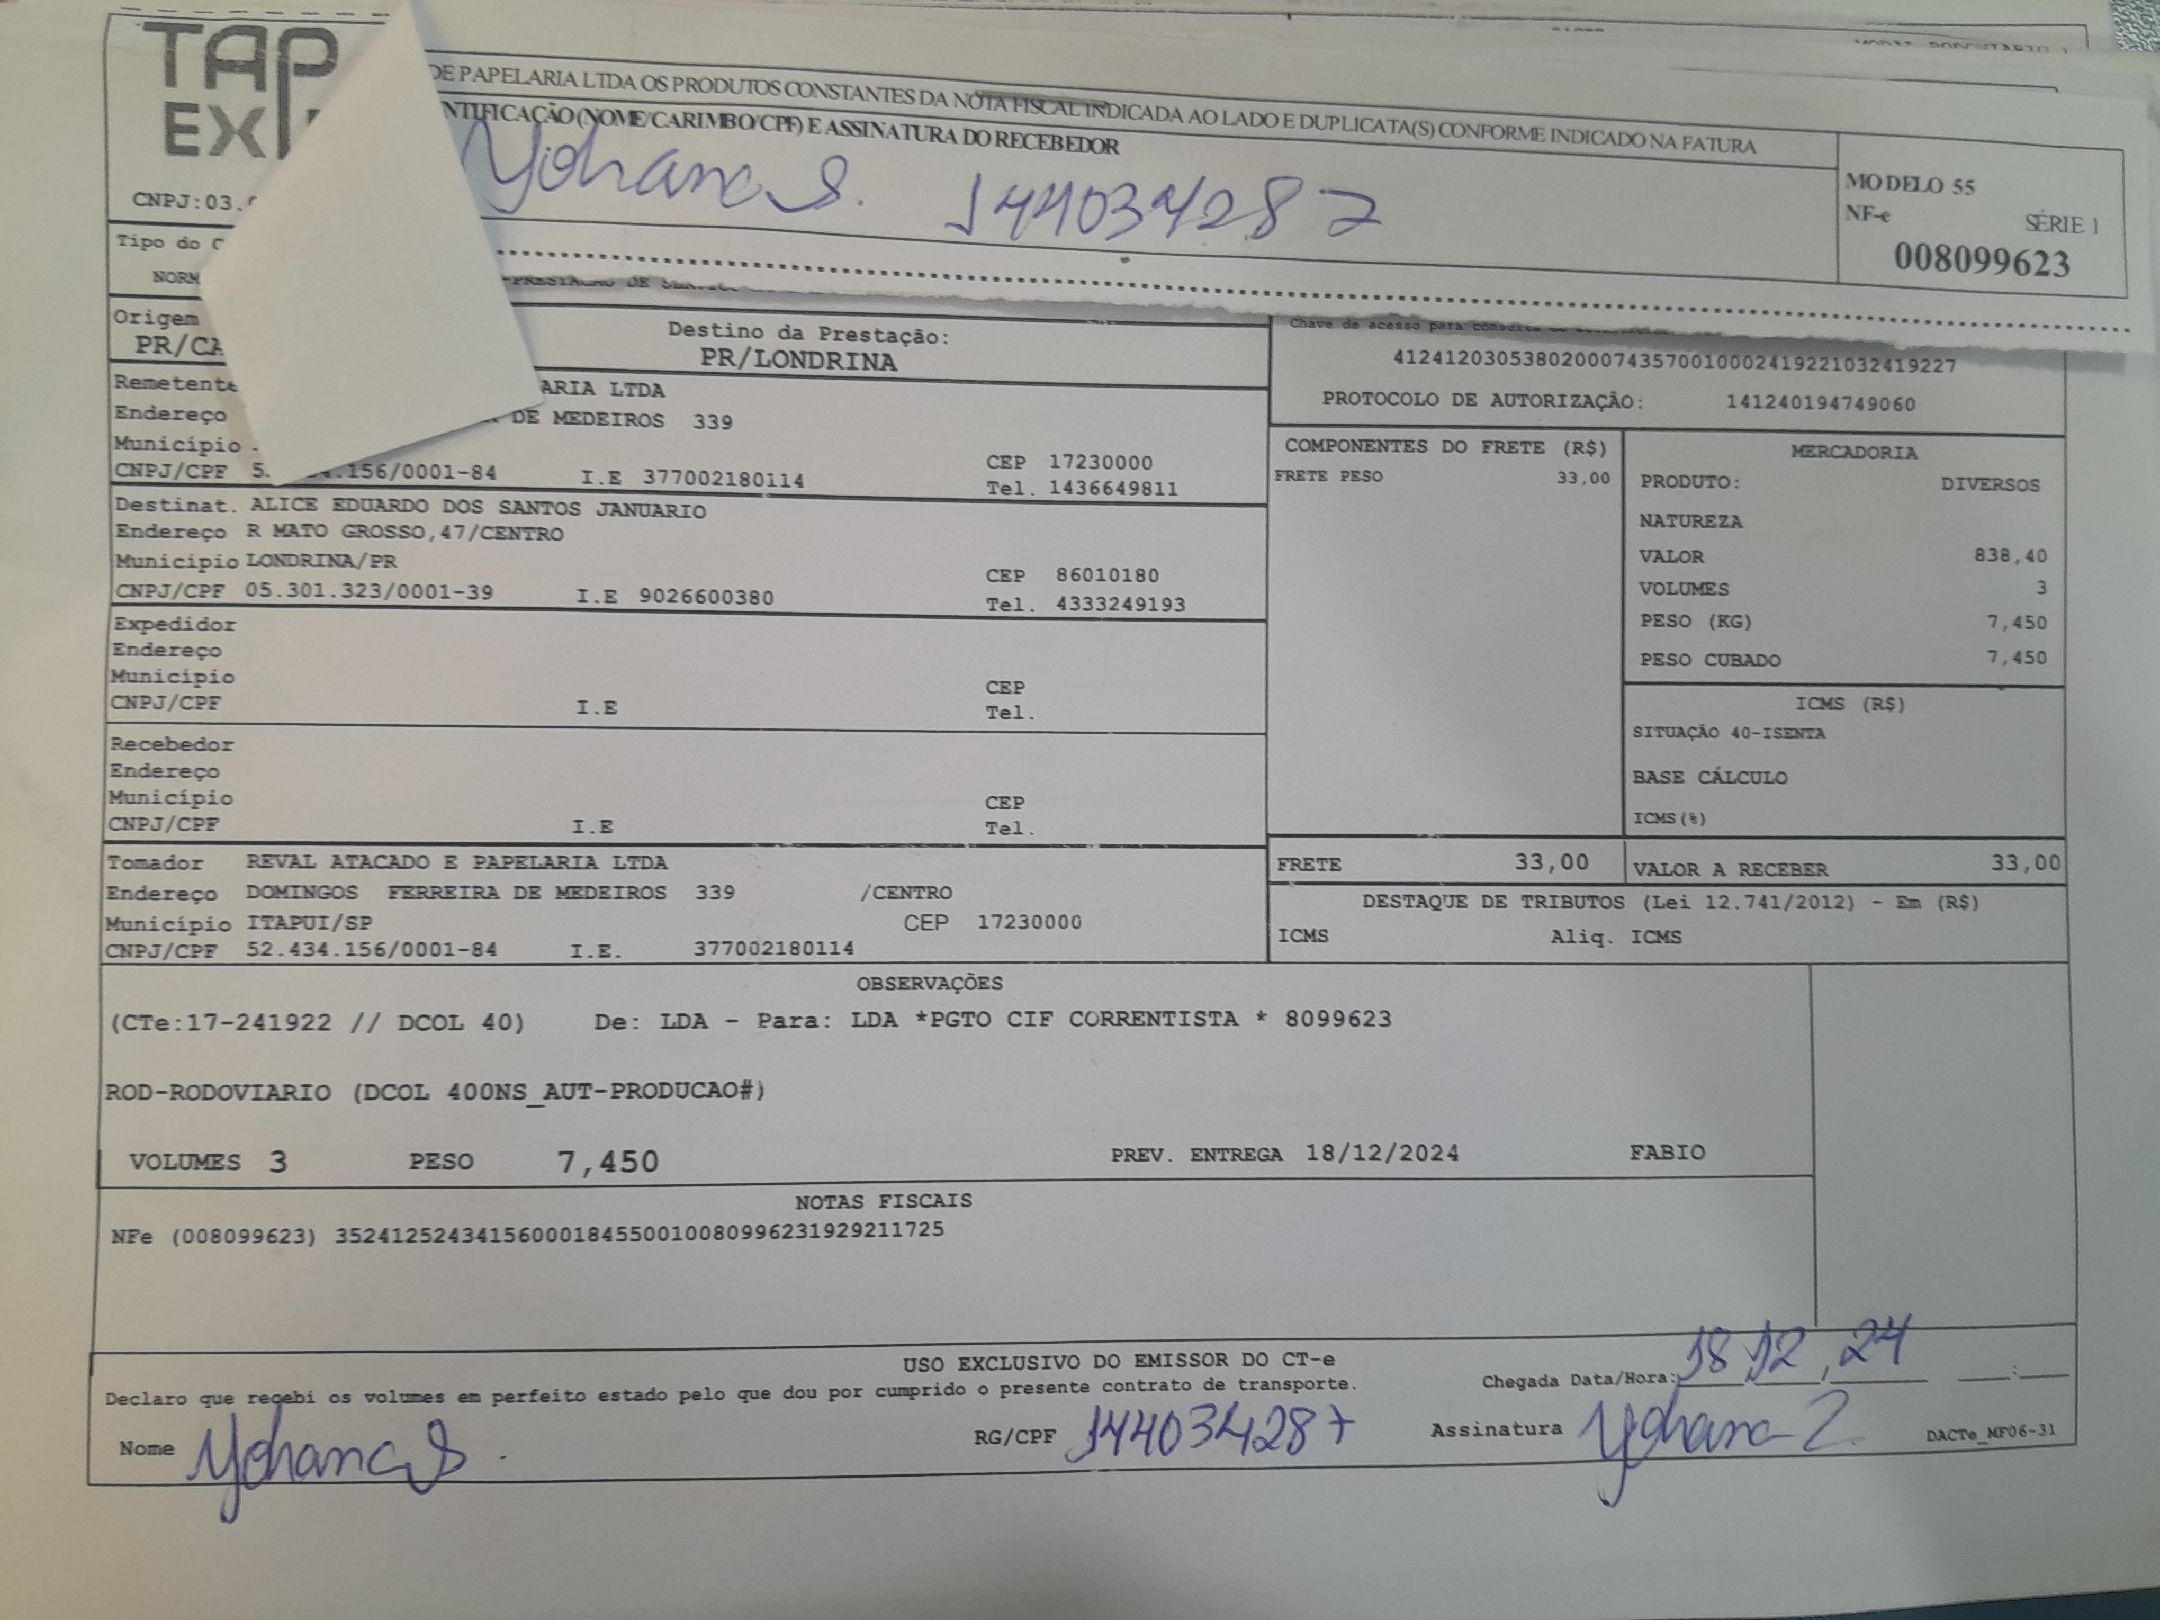 TAP
DE PAPELARIA LTDA OS PRODUTOS CONSTANTES DA NOTA FISCAL INDICADA AO LADO E DUPLICATA(S) CONFORME INDICADO NA FATURA
NTIFICAÇÃO (NOME/CARIMBO/CPF) E ASSINATURA DO RECEBEDOR
Yohana S. 144034287
MODELO 55
NF-e SÉRIE 1
008099623
CNPJ:03.
Tipo do
Origem
PR/CA
Destino da Prestação:
PR/LONDRINA
Chave de acesso para
41241203053802000743570010002419221032419227
PROTOCOLO DE AUTORIZAÇÃO: 141240194749060
Remetente ARIA LTDA
Endereço DE MEDEIROS 339
Município
CEP 17230000
CNPJ/CPF 5 .156/0001-84 I.E 377002180114 Tel. 1436649811
Destinat. ALICE EDUARDO DOS SANTOS JANUARIO
Endereço R MATO GROSSO,47/CENTRO
Município LONDRINA/PR CEP 86010180
CNPJ/CPF 05.301.323/0001-39 I.E 9026600380 Tel. 4333249193
Expedidor
Endereço
Município CEP
CNPJ/CPF I.E Tel.
Recebedor
Endereço
Município CEP
CNPJ/CPF I.E Tel.
Tomador REVAL ATACADO E PAPELARIA LTDA
Endereço DOMINGOS FERREIRA DE MEDEIROS 339 /CENTRO
Município ITAPUI/SP CEP 17230000
CNPJ/CPF 52.434.156/0001-84 I.E. 377002180114
COMPONENTES DO FRETE (R$)
FRETE PESO 33,00
MERCADORIA
PRODUTO: DIVERSOS
NATUREZA
VALOR 838,40
VOLUMES 3
PESO (KG) 7,450
PESO CUBADO 7,450
ICMS (R$)
SITUAÇÃO 40-ISENTA
BASE CÁLCULO
ICMS(%)
FRETE 33,00 VALOR A RECEBER 33,00
DESTAQUE DE TRIBUTOS (Lei 12.741/2012) - Em (R$)
ICMS Aliq. ICMS
OBSERVAÇÕES
(CTe:17-241922 // DCOL 40) De: LDA - Para: LDA *PGTO CIF CORRENTISTA * 8099623
ROD-RODOVIARIO (DCOL 400NS_AUT-PRODUCAO#)
VOLUMES 3 PESO 7,450 PREV. ENTREGA 18/12/2024 FABIO
NOTAS FISCAIS
NFe (008099623) 35241252434156000184550010080996231929211725
USO EXCLUSIVO DO EMISSOR DO CT-e
Declaro que recebi os volumes em perfeito estado pelo que dou por cumprido o presente contrato de transporte.
Chegada Data/Hora: 18 12, 24 :
Nome Yohana S. RG/CPF 144034287 Assinatura Yohana S. DACTe_MF06-31